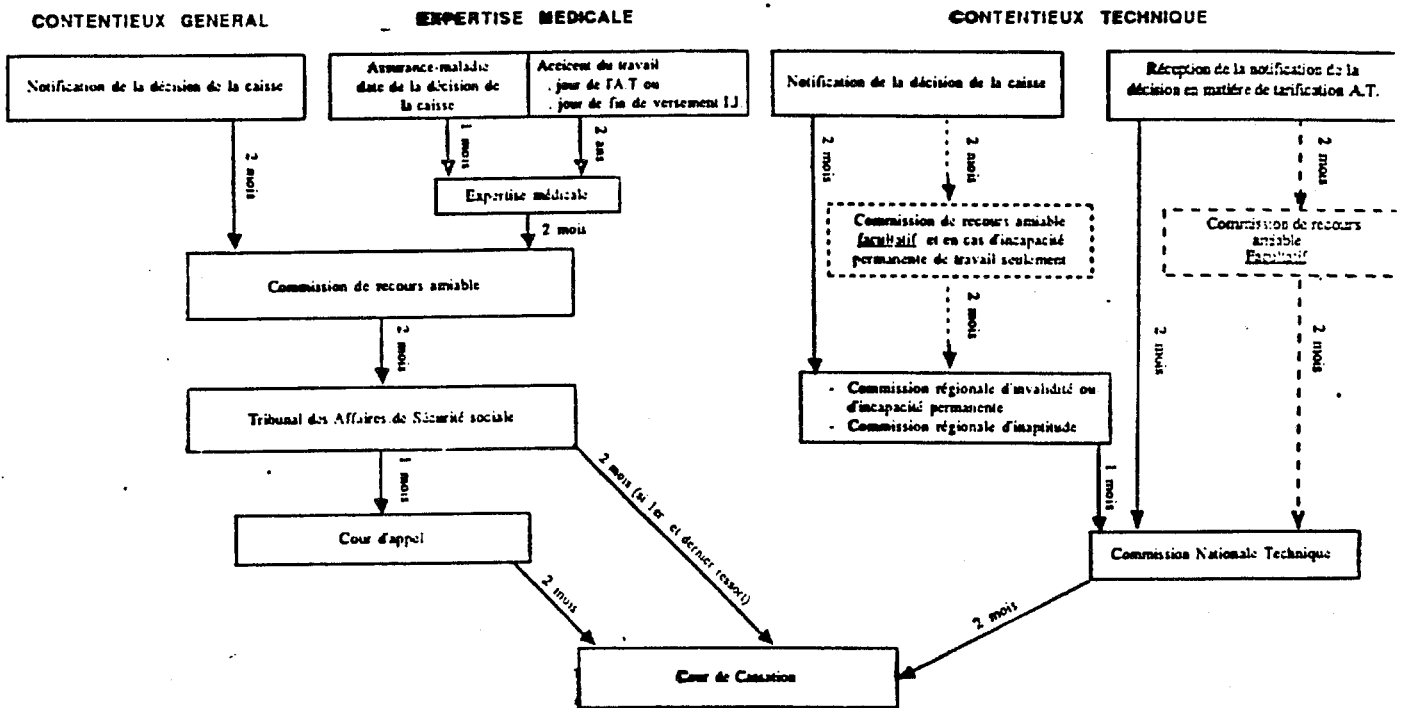 CONTENTIEUX GENERAL
EXPERTISE MEDICALE
CONTENTIEUX TECHNIQUE
Notification de la décision de la caisse
Assurance-maladie
date de la décision de
la caisse
Accident du travail
. jour de l'A.T ou
. jour de fin de versement I.J.
Notification de la décision de la caisse
Réception de la notification de la
décision en matière de tarification A.T.
2 mois
1 mois
2 ans
2 mois
2 mois
2 mois
2 mois
Expertise médicale
2 mois
Commission de recours amiable
facultatif et en cas d'incapacité
permanente de travail seulement
Commission de recours
amiable
Facultatif
Commission de recours amiable
2 mois
2 mois
2 mois
2 mois
Tribunal des Affaires de Sécurité sociale
- Commission régionale d'invalidité ou
d'incapacité permanente
- Commission régionale d'inaptitude
1 mois
2 mois (si 1er et dernier ressort)
1 mois
Cour d'appel
Commission Nationale Technique
2 mois
2 mois
Cour de Cassation